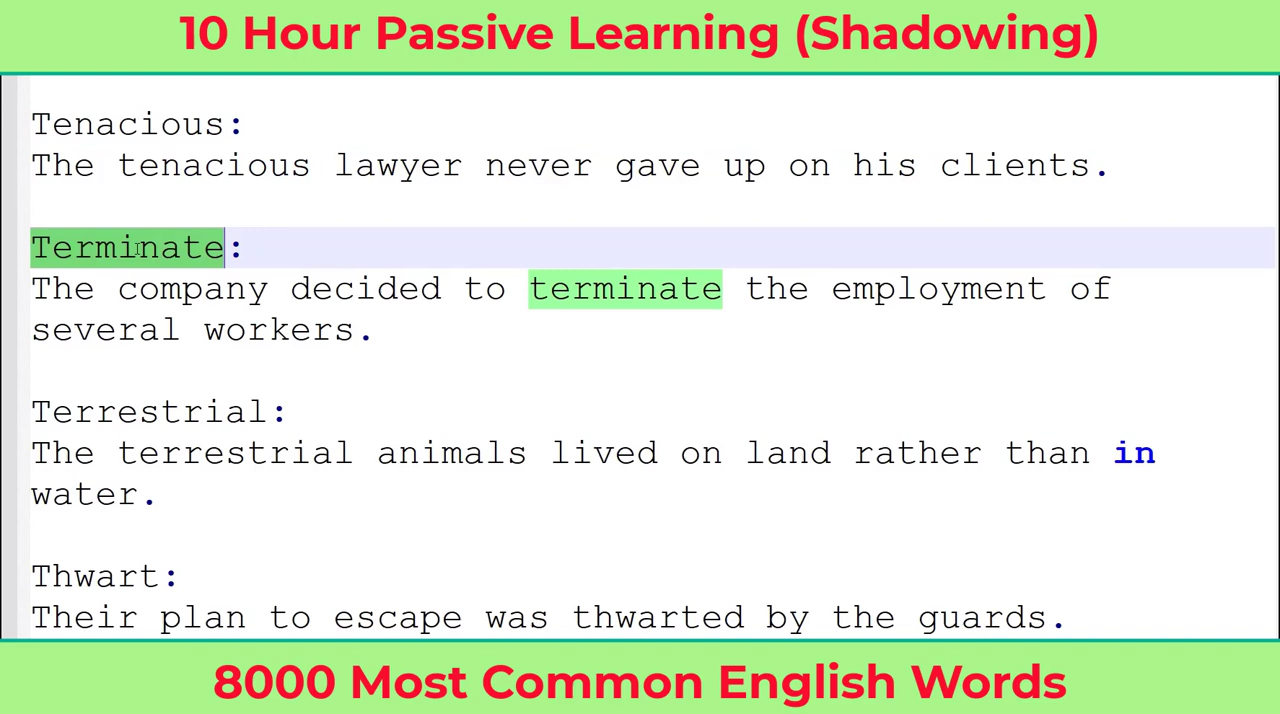 10 Hour Passive Learning (Shadowing)
Tenacious:
The tenacious lawyer never gave up on his clients.
Terminate:
The company decided to terminate the employment of
several workers.
Terrestrial:
The terrestrial animals lived on land rather than in
water.
Thwart:
Their plan to escape was thwarted by the guards.
8000 Most Common English Words